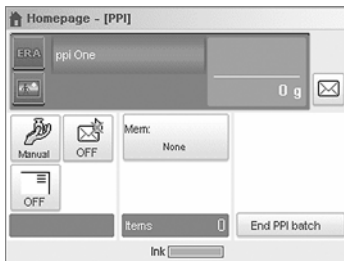 Homepage - [PPI]
ERA
ppi One
0 g
Manual
OFF
Mem:
None
OFF
Items 0
End PPI batch
Ink